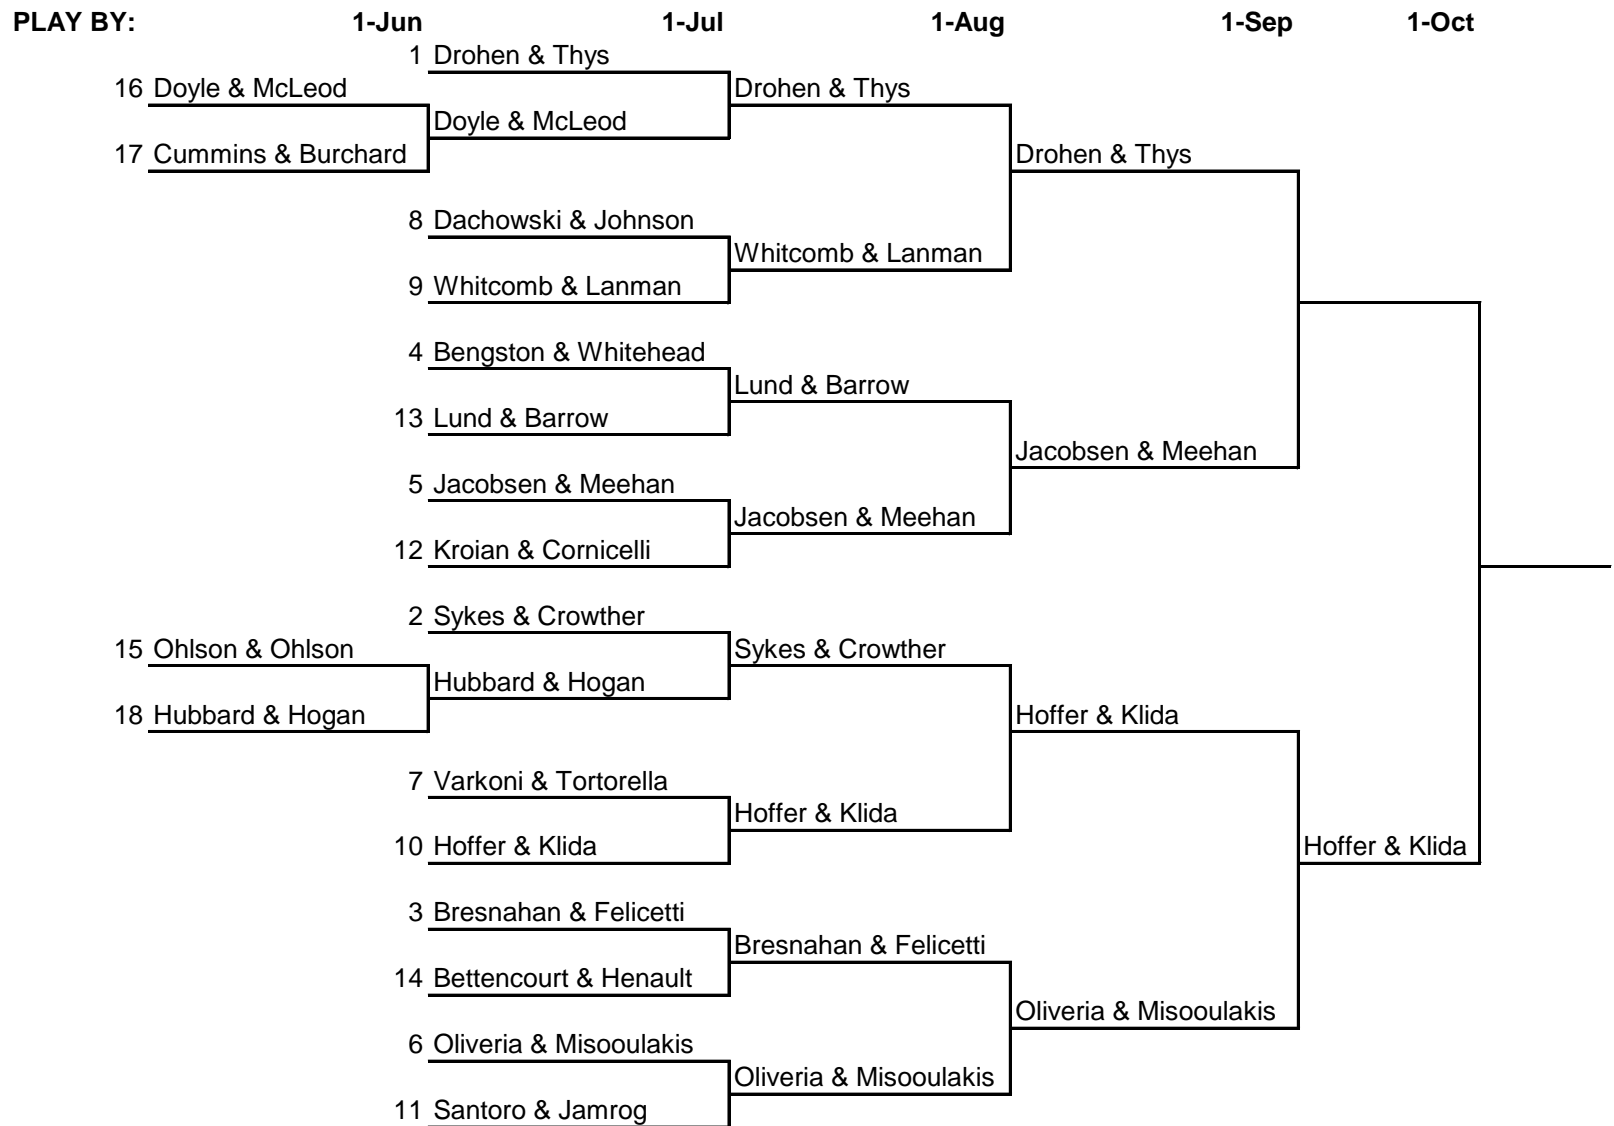 PLAY BY: 1-Jun 1-Jul 1-Aug 1-Sep 1-Oct
1 Drohen & Thys
16 Doyle & McLeod Drohen & Thys
Doyle & McLeod
17 Cummins & Burchard Drohen & Thys
8 Dachowski & Johnson
Whitcomb & Lanman
9 Whitcomb & Lanman
4 Bengston & Whitehead
Lund & Barrow
13 Lund & Barrow
Jacobsen & Meehan
5 Jacobsen & Meehan
Jacobsen & Meehan
12 Kroian & Cornicelli
2 Sykes & Crowther
15 Ohlson & Ohlson Sykes & Crowther
Hubbard & Hogan
18 Hubbard & Hogan Hoffer & Klida
7 Varkoni & Tortorella
Hoffer & Klida
10 Hoffer & Klida Hoffer & Klida
3 Bresnahan & Felicetti
Bresnahan & Felicetti
14 Bettencourt & Henault
Oliveria & Misooulakis
6 Oliveria & Misooulakis
Oliveria & Misooulakis
11 Santoro & Jamrog